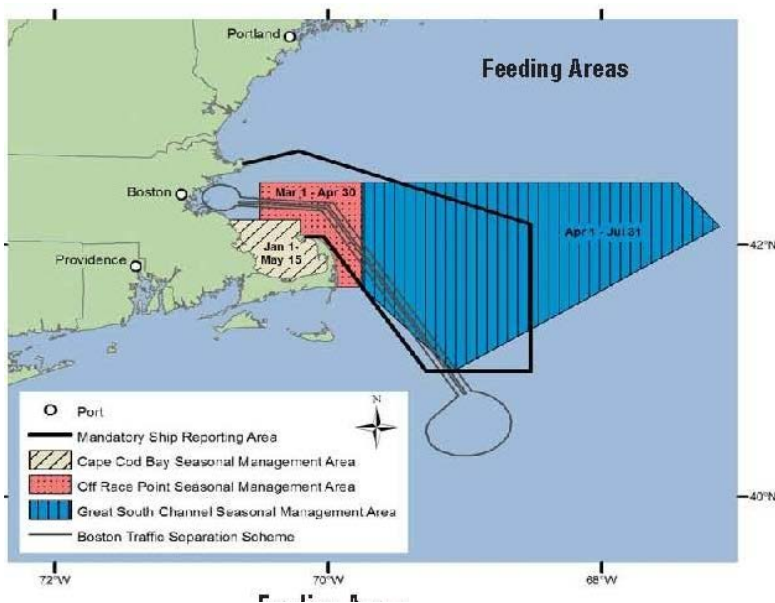 Portland
Feeding Areas
Boston
Mar 1 - Apr 30
Apr 1 - Jul 31
Jan 1-
May 15
42°N
Providence
Port
N
Mandatory Ship Reporting Area
Cape Cod Bay Seasonal Management Area
Off Race Point Seasonal Management Area
Great South Channel Seasonal Management Area
Boston Traffic Separation Scheme
40°N
72°W
70°W
68°W